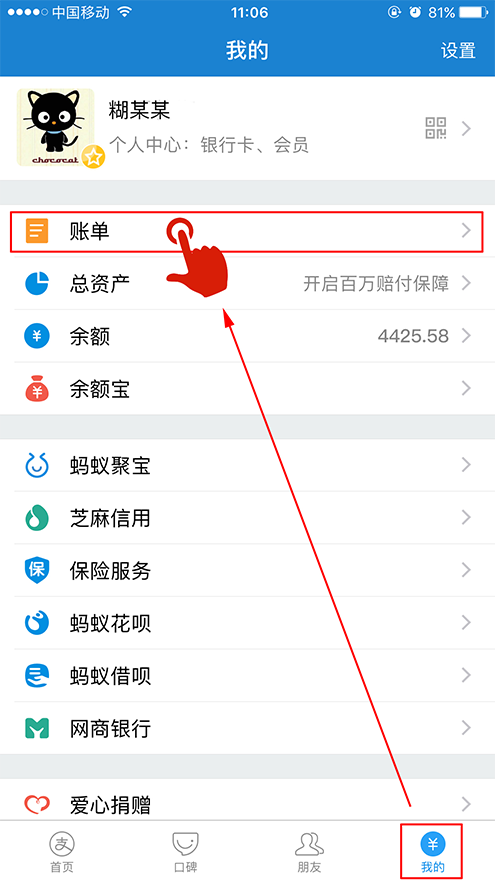 中国移动 11:06 81%
我的 设置
糊某某
个人中心：银行卡、会员
chococat
账单
总资产 开启百万赔付保障
¥ 余额 4425.58
¥ 余额宝
蚂蚁聚宝
芝麻信用
保 保险服务
蚂蚁花呗
蚂蚁借呗
网商银行
爱心捐赠
支 ¥
首页 口碑 朋友 我的